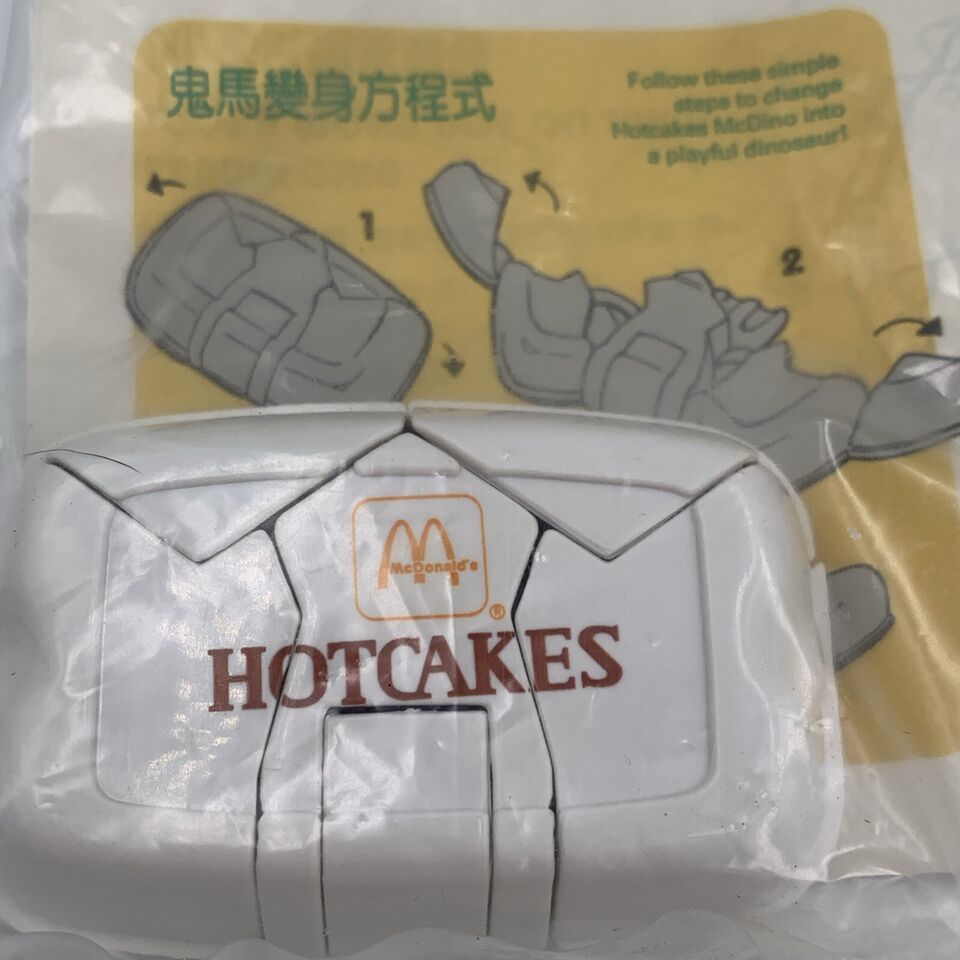 鬼馬變身方程式
Follow these simple
steps to change
Hotcakes McDino into
a playful dinosaur!
1
2
McDonald's
®
HOTCAKES